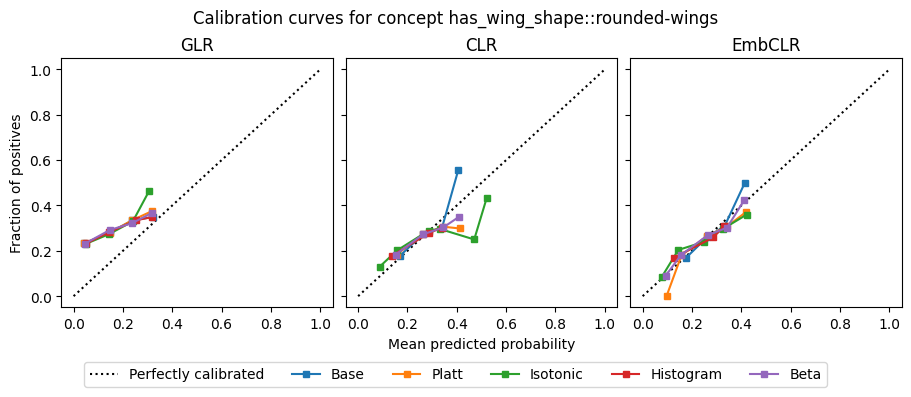 Calibration curves for concept has_wing_shape::rounded-wings
GLR
CLR
EmbCLR
Fraction of positives
1.0
0.8
0.6
0.4
0.2
0.0
0.0 0.2 0.4 0.6 0.8 1.0
0.0 0.2 0.4 0.6 0.8 1.0
0.0 0.2 0.4 0.6 0.8 1.0
Mean predicted probability
Perfectly calibrated Base Platt Isotonic Histogram Beta